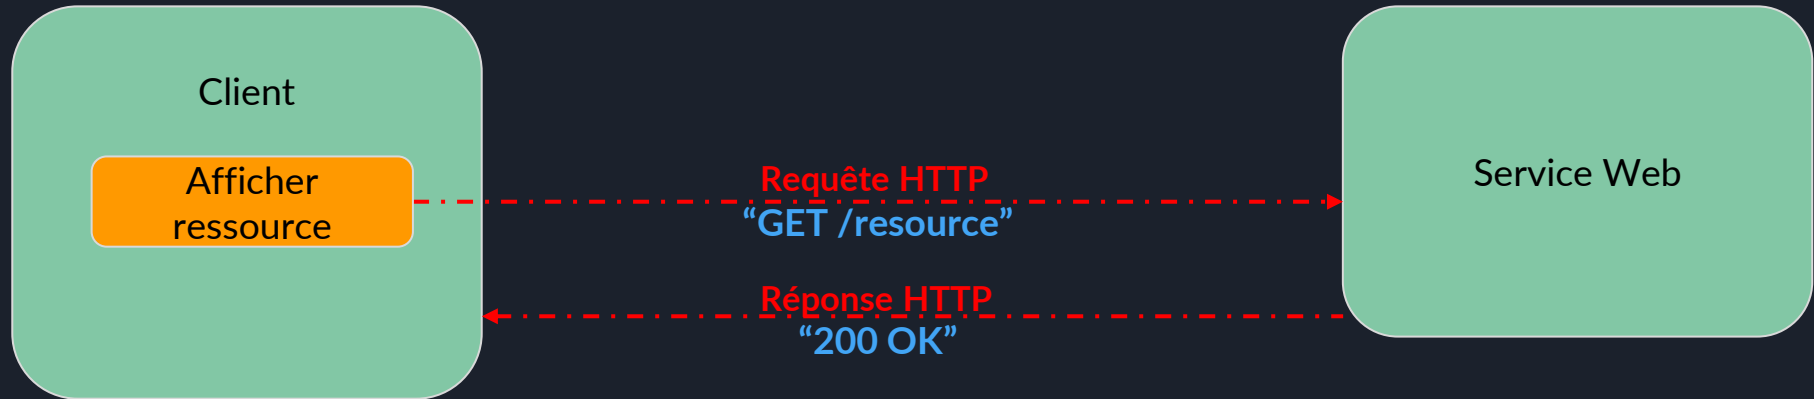 Client
Afficher
ressource
Requête HTTP
“GET /resource”
Réponse HTTP
“200 OK”
Service Web